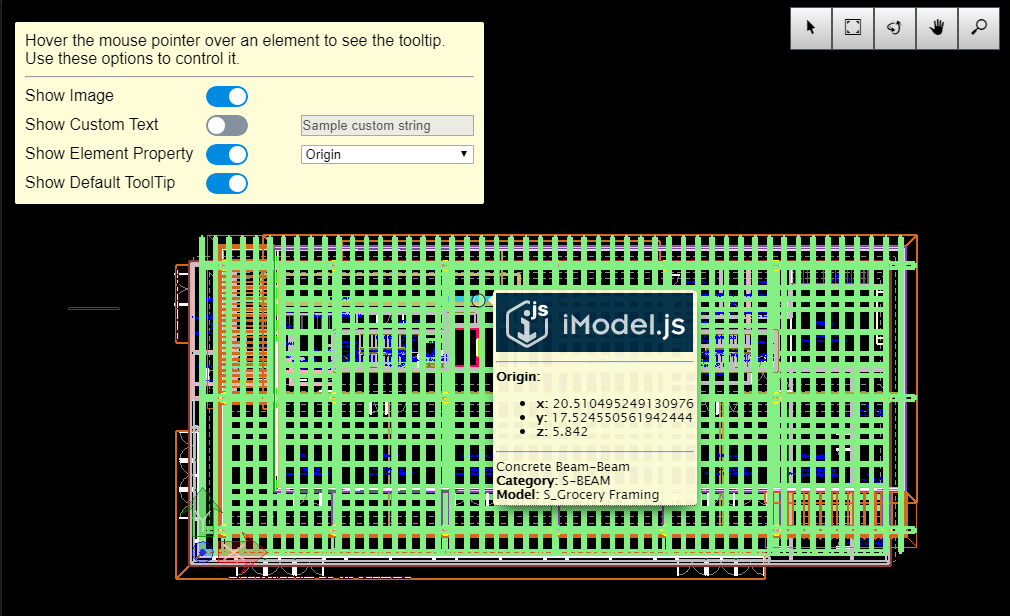 Hover the mouse pointer over an element to see the tooltip.
Use these options to control it.
Show Image
Show Custom Text
Sample custom string
Show Element Property
Origin
Show Default ToolTip
js
iModel.js
Origin:
x: 20.510495249130976
y: 17.524550561942444
z: 5.842
Concrete Beam-Beam
Category: S-BEAM
Model: S_Grocery Framing